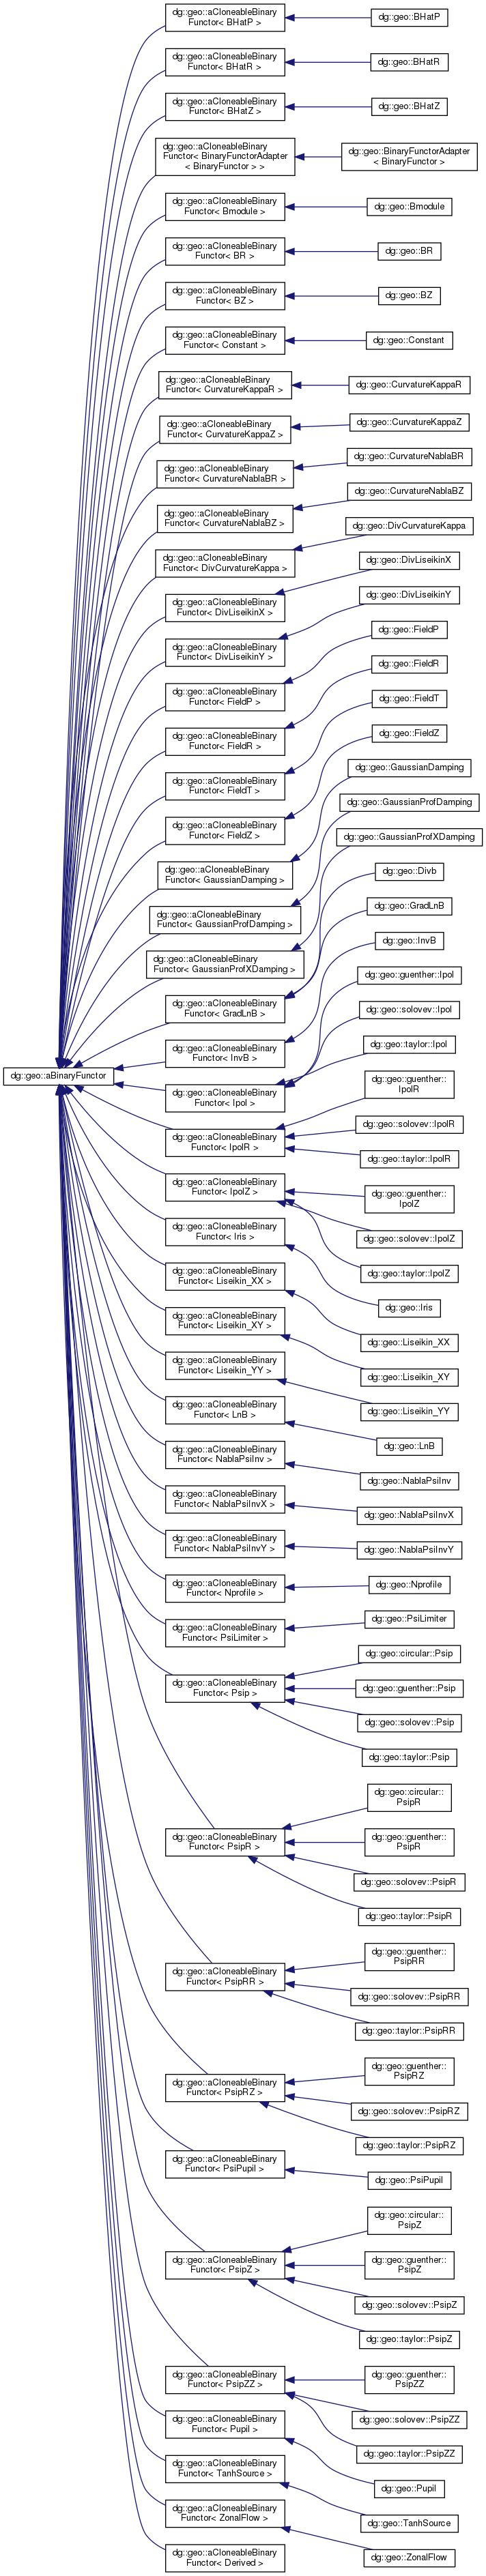 dg::geo::aBinaryFunctor
dg::geo::aCloneableBinary
Functor< BHatP >
dg::geo::BHatP
dg::geo::aCloneableBinary
Functor< BHatR >
dg::geo::BHatR
dg::geo::aCloneableBinary
Functor< BHatZ >
dg::geo::BHatZ
dg::geo::aCloneableBinary
Functor< BinaryFunctorAdapter
< BinaryFunctor > >
dg::geo::BinaryFunctorAdapter
< BinaryFunctor >
dg::geo::aCloneableBinary
Functor< Bmodule >
dg::geo::Bmodule
dg::geo::aCloneableBinary
Functor< BR >
dg::geo::BR
dg::geo::aCloneableBinary
Functor< BZ >
dg::geo::BZ
dg::geo::aCloneableBinary
Functor< Constant >
dg::geo::Constant
dg::geo::aCloneableBinary
Functor< CurvatureKappaR >
dg::geo::CurvatureKappaR
dg::geo::aCloneableBinary
Functor< CurvatureKappaZ >
dg::geo::CurvatureKappaZ
dg::geo::aCloneableBinary
Functor< CurvatureNablaBR >
dg::geo::CurvatureNablaBR
dg::geo::aCloneableBinary
Functor< CurvatureNablaBZ >
dg::geo::CurvatureNablaBZ
dg::geo::aCloneableBinary
Functor< DivCurvatureKappa >
dg::geo::DivCurvatureKappa
dg::geo::aCloneableBinary
Functor< DivLiseikinX >
dg::geo::DivLiseikinX
dg::geo::aCloneableBinary
Functor< DivLiseikinY >
dg::geo::DivLiseikinY
dg::geo::aCloneableBinary
Functor< FieldP >
dg::geo::FieldP
dg::geo::aCloneableBinary
Functor< FieldR >
dg::geo::FieldR
dg::geo::aCloneableBinary
Functor< FieldT >
dg::geo::FieldT
dg::geo::aCloneableBinary
Functor< FieldZ >
dg::geo::FieldZ
dg::geo::aCloneableBinary
Functor< GaussianDamping >
dg::geo::GaussianDamping
dg::geo::aCloneableBinary
Functor< GaussianProfDamping >
dg::geo::GaussianProfDamping
dg::geo::aCloneableBinary
Functor< GaussianProfXDamping >
dg::geo::GaussianProfXDamping
dg::geo::aCloneableBinary
Functor< GradLnB >
dg::geo::Divb
dg::geo::GradLnB
dg::geo::aCloneableBinary
Functor< InvB >
dg::geo::InvB
dg::geo::aCloneableBinary
Functor< Ipol >
dg::geo::guenther::Ipol
dg::geo::solovev::Ipol
dg::geo::taylor::Ipol
dg::geo::aCloneableBinary
Functor< IpolR >
dg::geo::guenther::
IpolR
dg::geo::solovev::IpolR
dg::geo::taylor::IpolR
dg::geo::aCloneableBinary
Functor< IpolZ >
dg::geo::guenther::
IpolZ
dg::geo::solovev::IpolZ
dg::geo::taylor::IpolZ
dg::geo::aCloneableBinary
Functor< Iris >
dg::geo::Iris
dg::geo::aCloneableBinary
Functor< Liseikin_XX >
dg::geo::Liseikin_XX
dg::geo::aCloneableBinary
Functor< Liseikin_XY >
dg::geo::Liseikin_XY
dg::geo::aCloneableBinary
Functor< Liseikin_YY >
dg::geo::Liseikin_YY
dg::geo::aCloneableBinary
Functor< LnB >
dg::geo::LnB
dg::geo::aCloneableBinary
Functor< NablaPsiInv >
dg::geo::NablaPsiInv
dg::geo::aCloneableBinary
Functor< NablaPsiInvX >
dg::geo::NablaPsiInvX
dg::geo::aCloneableBinary
Functor< NablaPsiInvY >
dg::geo::NablaPsiInvY
dg::geo::aCloneableBinary
Functor< Nprofile >
dg::geo::Nprofile
dg::geo::aCloneableBinary
Functor< PsiLimiter >
dg::geo::PsiLimiter
dg::geo::aCloneableBinary
Functor< Psip >
dg::geo::circular::Psip
dg::geo::guenther::Psip
dg::geo::solovev::Psip
dg::geo::taylor::Psip
dg::geo::aCloneableBinary
Functor< PsipR >
dg::geo::circular::
PsipR
dg::geo::guenther::
PsipR
dg::geo::solovev::PsipR
dg::geo::taylor::PsipR
dg::geo::aCloneableBinary
Functor< PsipRR >
dg::geo::guenther::
PsipRR
dg::geo::solovev::PsipRR
dg::geo::taylor::PsipRR
dg::geo::aCloneableBinary
Functor< PsipRZ >
dg::geo::guenther::
PsipRZ
dg::geo::solovev::PsipRZ
dg::geo::taylor::PsipRZ
dg::geo::aCloneableBinary
Functor< PsiPupil >
dg::geo::PsiPupil
dg::geo::aCloneableBinary
Functor< PsipZ >
dg::geo::circular::
PsipZ
dg::geo::guenther::
PsipZ
dg::geo::solovev::PsipZ
dg::geo::taylor::PsipZ
dg::geo::aCloneableBinary
Functor< PsipZZ >
dg::geo::guenther::
PsipZZ
dg::geo::solovev::PsipZZ
dg::geo::taylor::PsipZZ
dg::geo::aCloneableBinary
Functor< Pupil >
dg::geo::Pupil
dg::geo::aCloneableBinary
Functor< TanhSource >
dg::geo::TanhSource
dg::geo::aCloneableBinary
Functor< ZonalFlow >
dg::geo::ZonalFlow
dg::geo::aCloneableBinary
Functor< Derived >